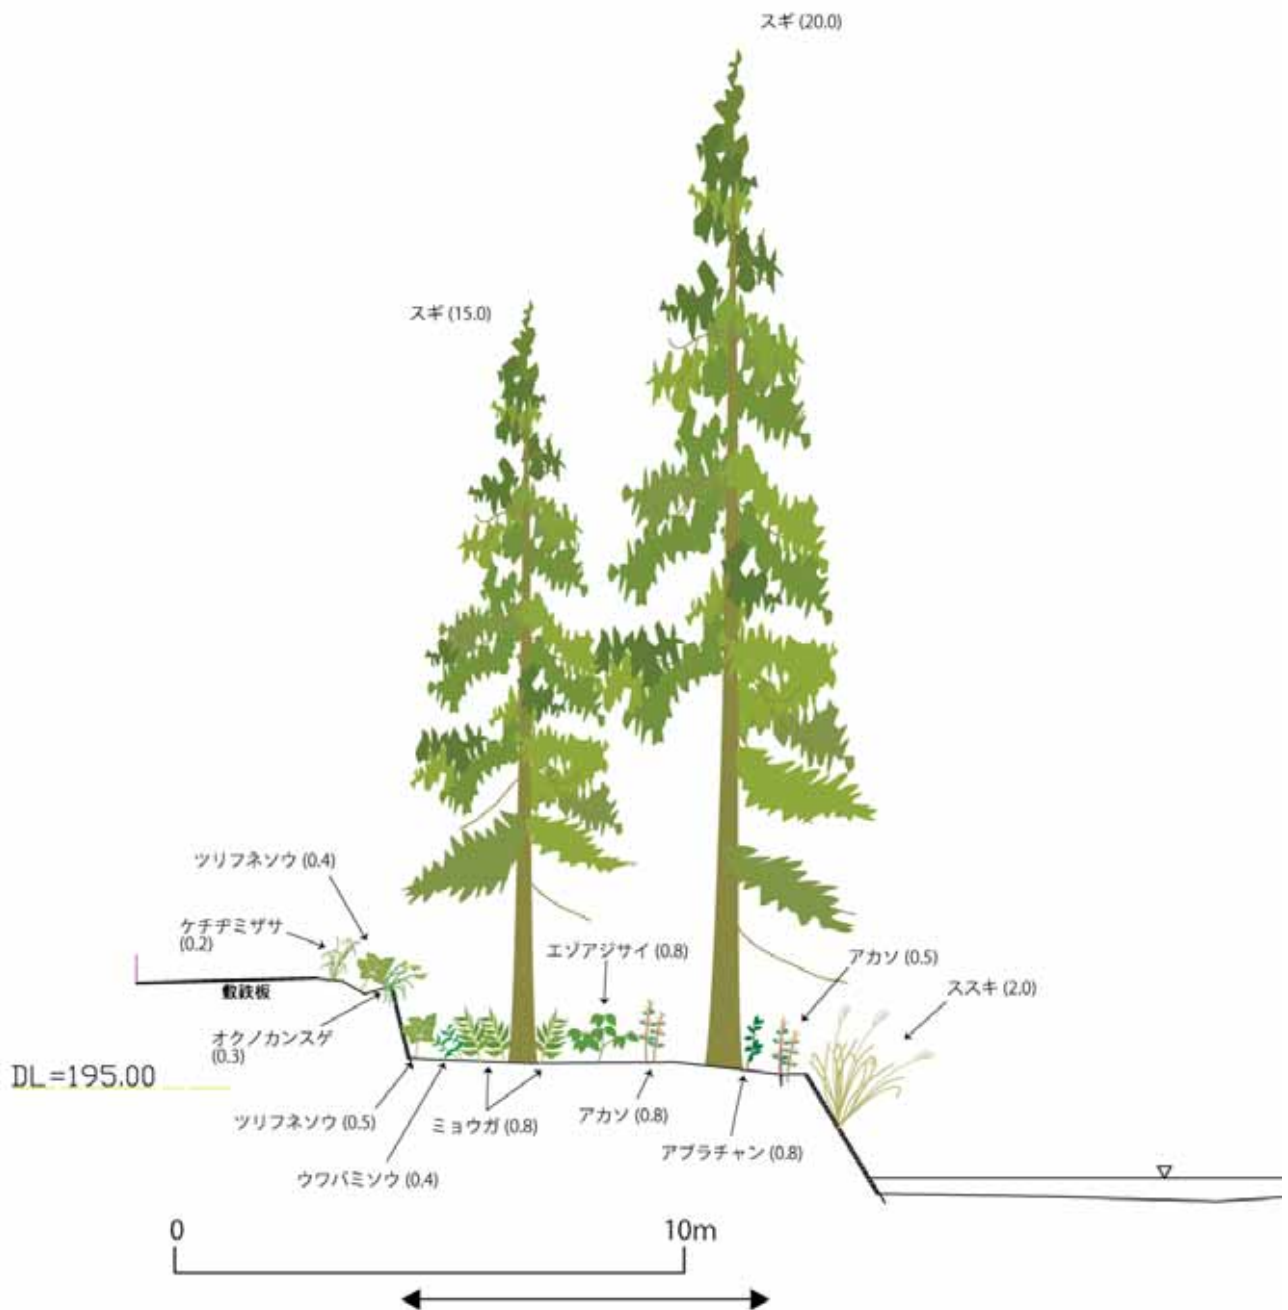 スギ (20.0)
スギ (15.0)
ツリフネソウ (0.4)
ケチヂミザサ
(0.2)
エゾアジサイ (0.8)
アカソ (0.5)
ススキ (2.0)
敷鉄板
オクノカンスゲ
(0.3)
DL=195.00
ツリフネソウ (0.5)
ミョウガ (0.8)
アカソ (0.8)
アブラチャン (0.8)
ウワバミソウ (0.4)
0
10m